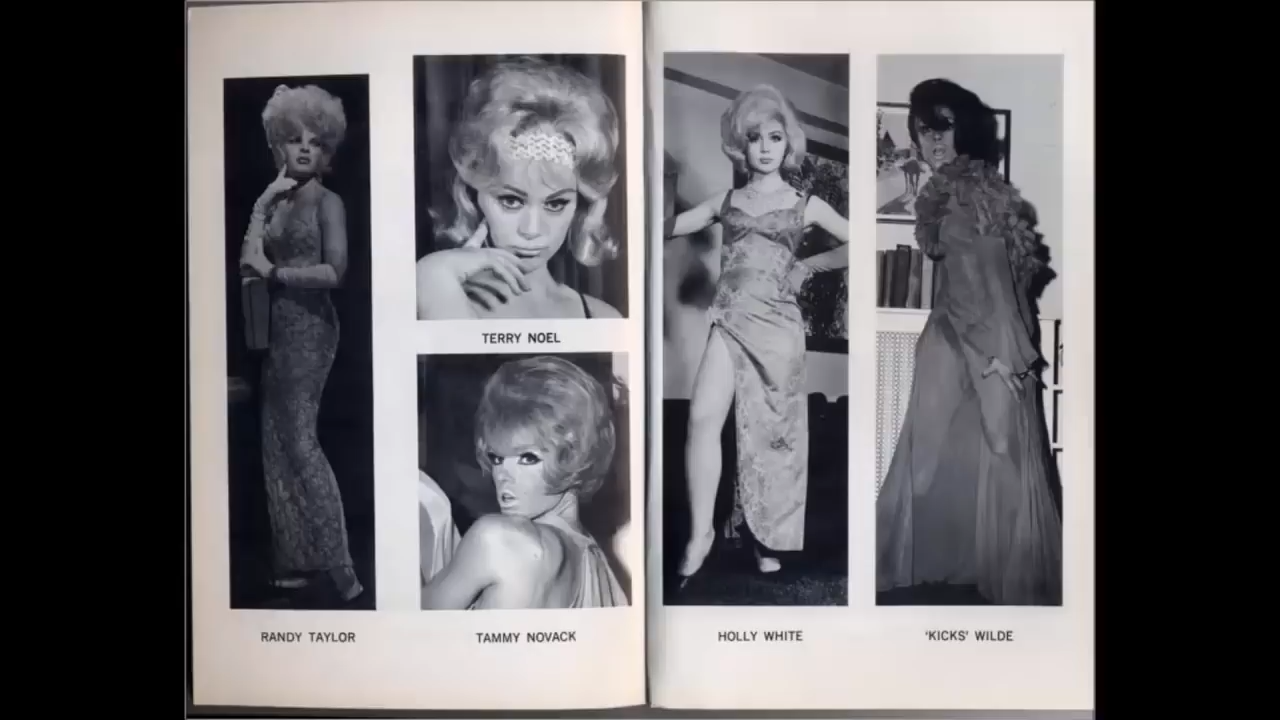 TERRY NOEL
RANDY TAYLOR
TAMMY NOVACK
HOLLY WHITE
'KICKS' WILDE